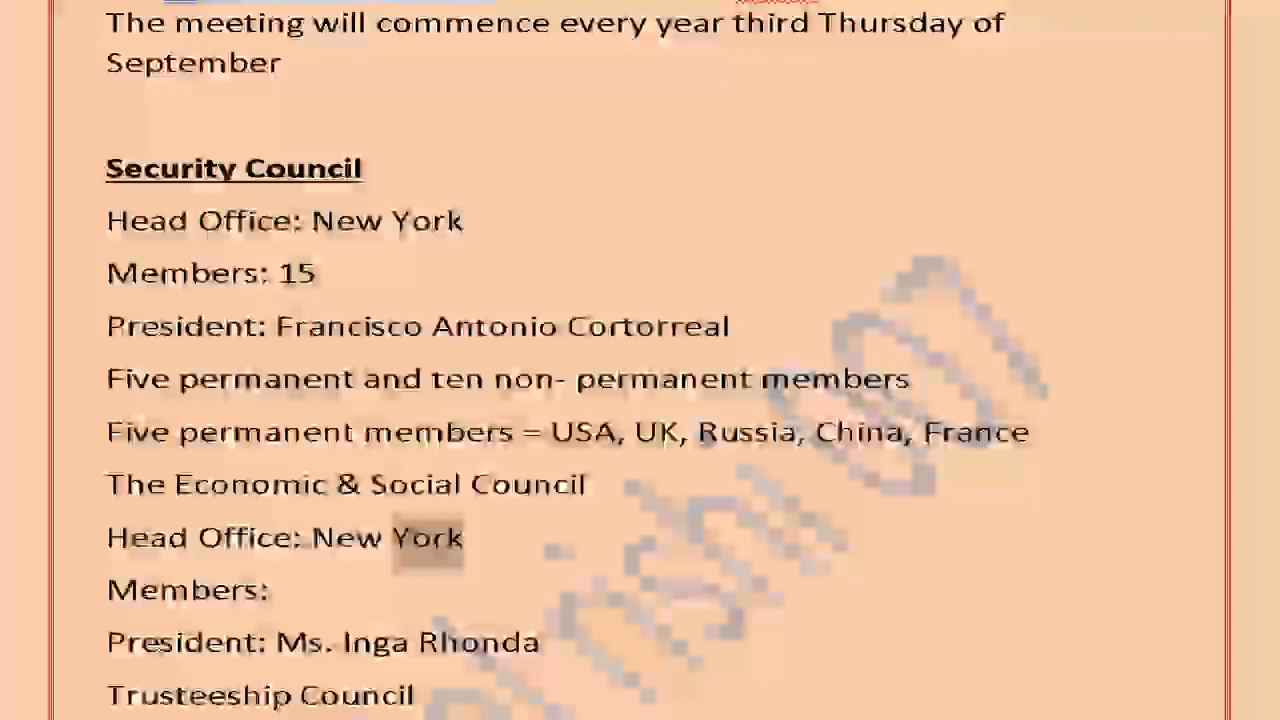 The meeting will commence every year third Thursday of
September
Security Council
Head Office: New York
Members: 15
President: Francisco Antonio Cortorreal
Five permanent and ten non- permanent members
Five permanent members = USA, UK, Russia, China, France
The Economic & Social Council
Head Office: New York
Members:
President: Ms. Inga Rhonda
Trusteeship Council